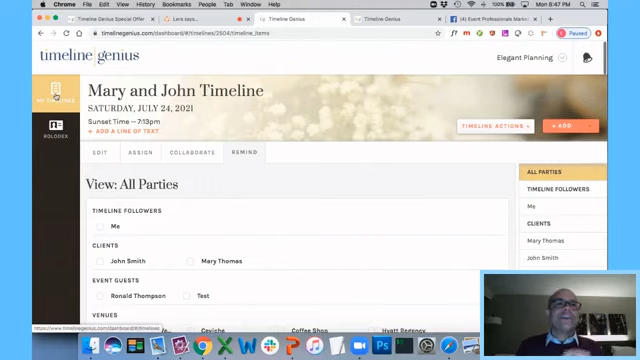 Chrome File Edit View History Bookmarks People Tab Window Help
100%
Mon 8:47 PM
Timeline Genius Special Offer
Lara says...
Timeline Genius
Timeline Genius
Event Professionals Market
timelinegenius.com/dashboard/#/timelines/2504/timeline_items
Paused
timeline genius
Elegant Planning
MY TIMELINES
ROLODEX
Mary and John Timeline
SATURDAY, JULY 24, 2021
Sunset Time – 7:13pm
+ ADD A LINE OF TEXT
TIMELINE ACTIONS
+ ADD
EDIT
ASSIGN
COLLABORATE
REMIND
View: All Parties
TIMELINE FOLLOWERS
Me
CLIENTS
John Smith
Mary Thomas
EVENT GUESTS
Ronald Thompson
Test
VENUES
Ceviche
Coffee Shop
Hyatt Regency
ALL PARTIES
TIMELINE FOLLOWERS
Me
CLIENTS
Mary Thomas
John Smith
https://www.timelinegenius.com/dashboard/#/timelines